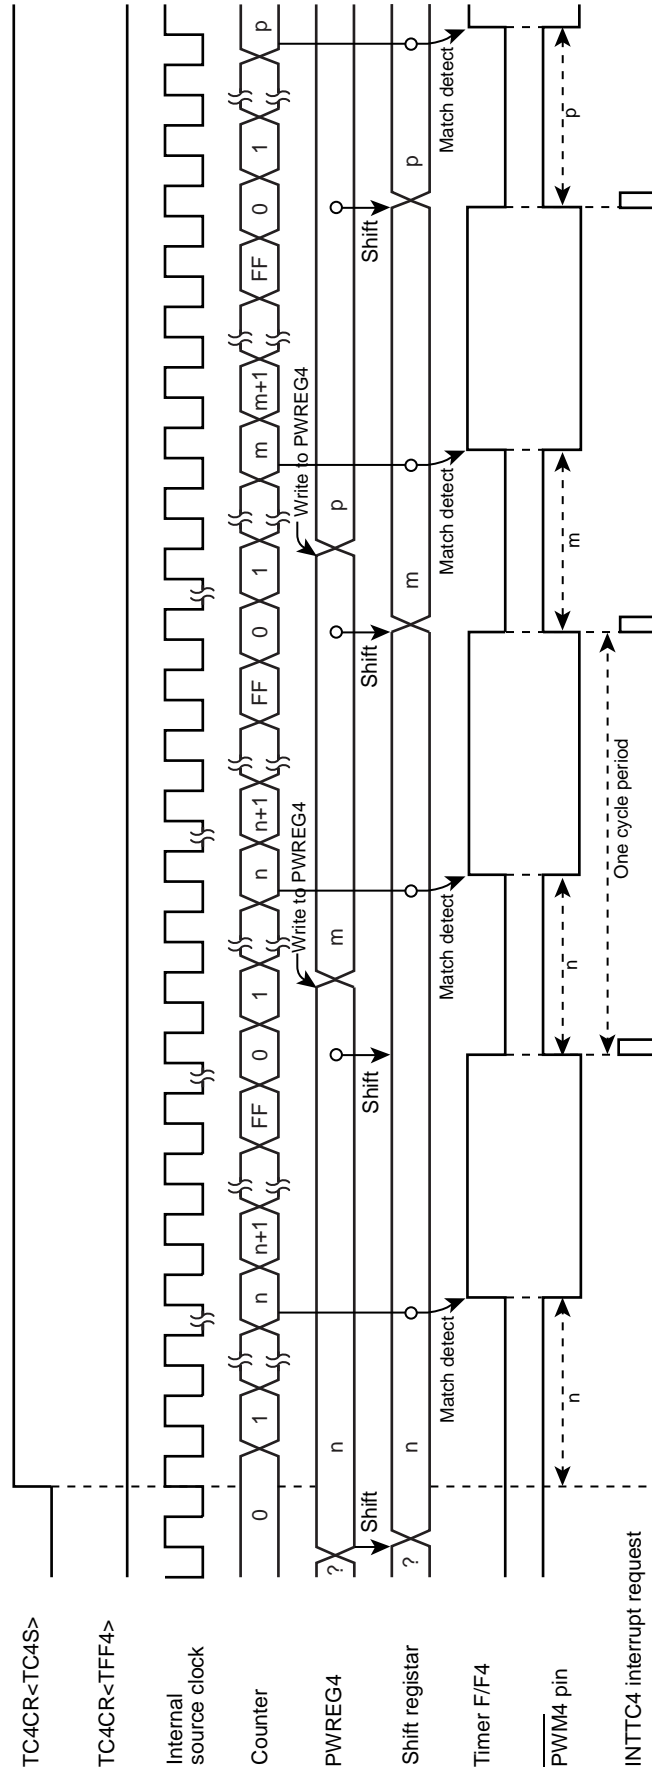 TC4CR<TC4S>
TC4CR<TFF4>
Internal
source clock
Counter
0
1
n
n+1
FF
0
1
n
n+1
FF
0
1
m
m+1
FF
0
1
p
Write to PWREG4
Write to PWREG4
PWREG4
?
n
m
p
Shift
Shift
Shift
Shift
Shift registar
?
n
m
p
Match detect
Match detect
Match detect
Match detect
Timer F/F4
PWM4 pin
n
n
m
p
One cycle period
INTTC4 interrupt request